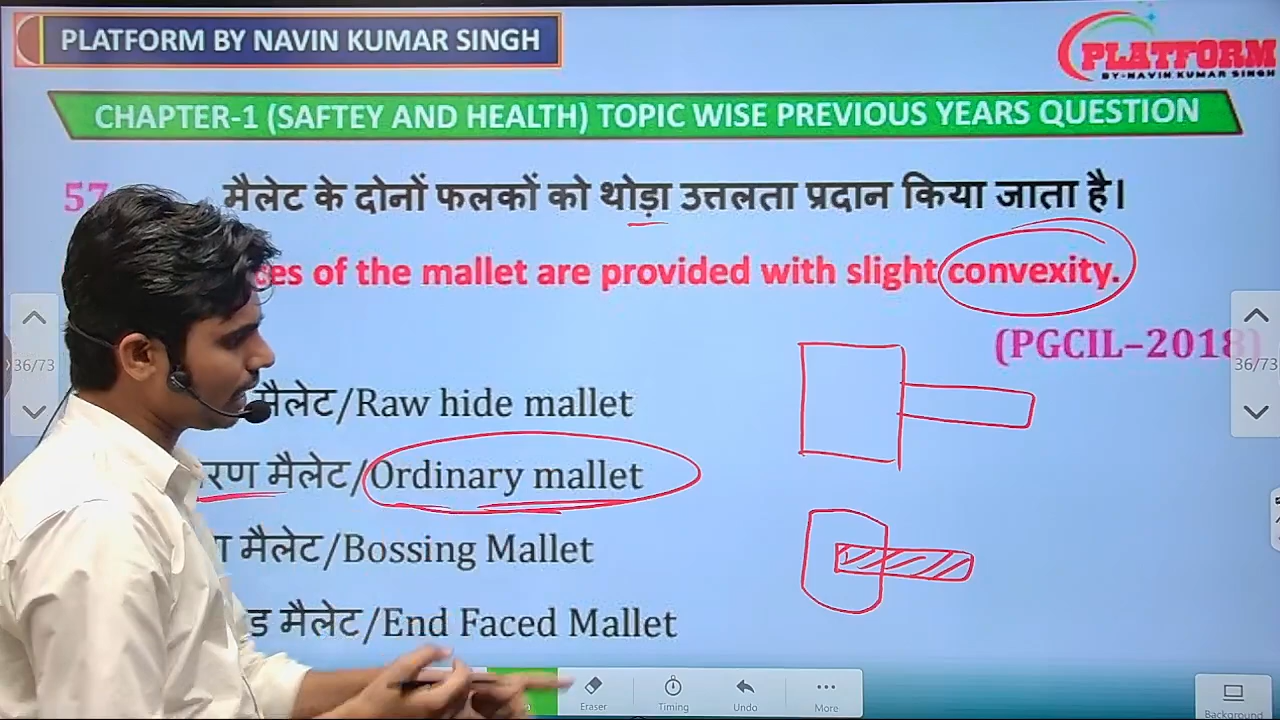 PLATFORM BY NAVIN KUMAR SINGH
PLATFORM
BY-NAVIN KUMAR SINGH
CHAPTER-1 (SAFTEY AND HEALTH) TOPIC WISE PREVIOUS YEARS QUESTION
57 मैलेट के दोनों फलकों को थोड़ा उत्तलता प्रदान किया जाता है।
of the mallet are provided with slight convexity.
(PGCIL–2018)
36/73
36/73
मैलेट/Raw hide mallet
मैलेट/Ordinary mallet
मैलेट/Bossing Mallet
मैलेट/End Faced Mallet
Eraser
Timing
Undo
More
Background